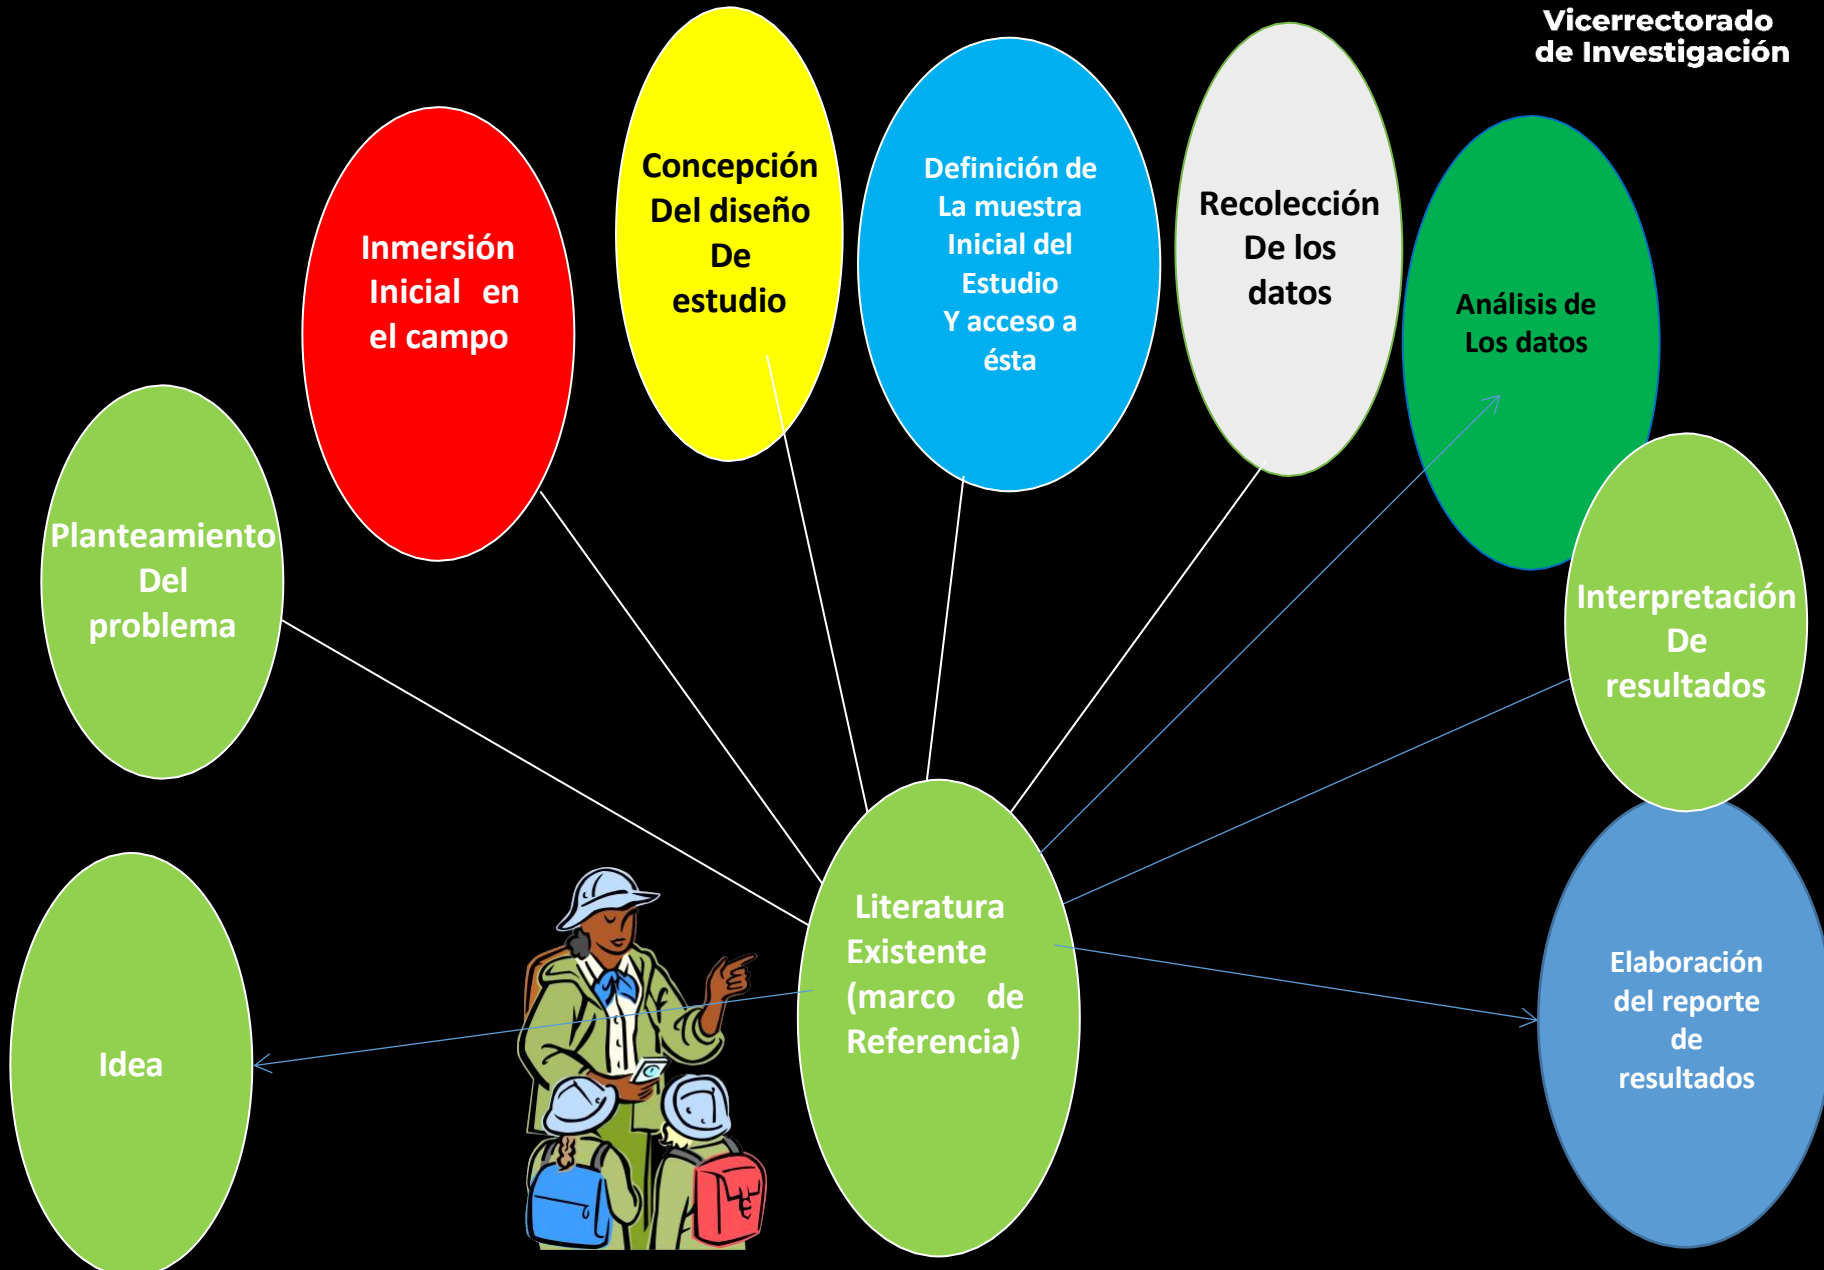 Vicerrectorado
de Investigación
Concepción
Del diseño
De
estudio
Definición de
La muestra
Inicial del
Estudio
Y acceso a
ésta
Recolección
De los
datos
Inmersión
Inicial en
el campo
Análisis de
Los datos
Planteamiento
Del
problema
Interpretación
De
resultados
Literatura
Existente
(marco de
Referencia)
Idea
Elaboración
del reporte
de
resultados